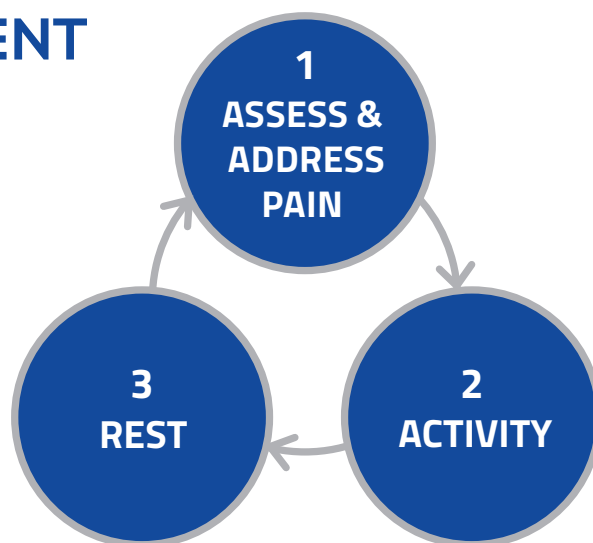 ENT
1
ASSESS &
ADDRESS
PAIN
3
REST
2
ACTIVITY